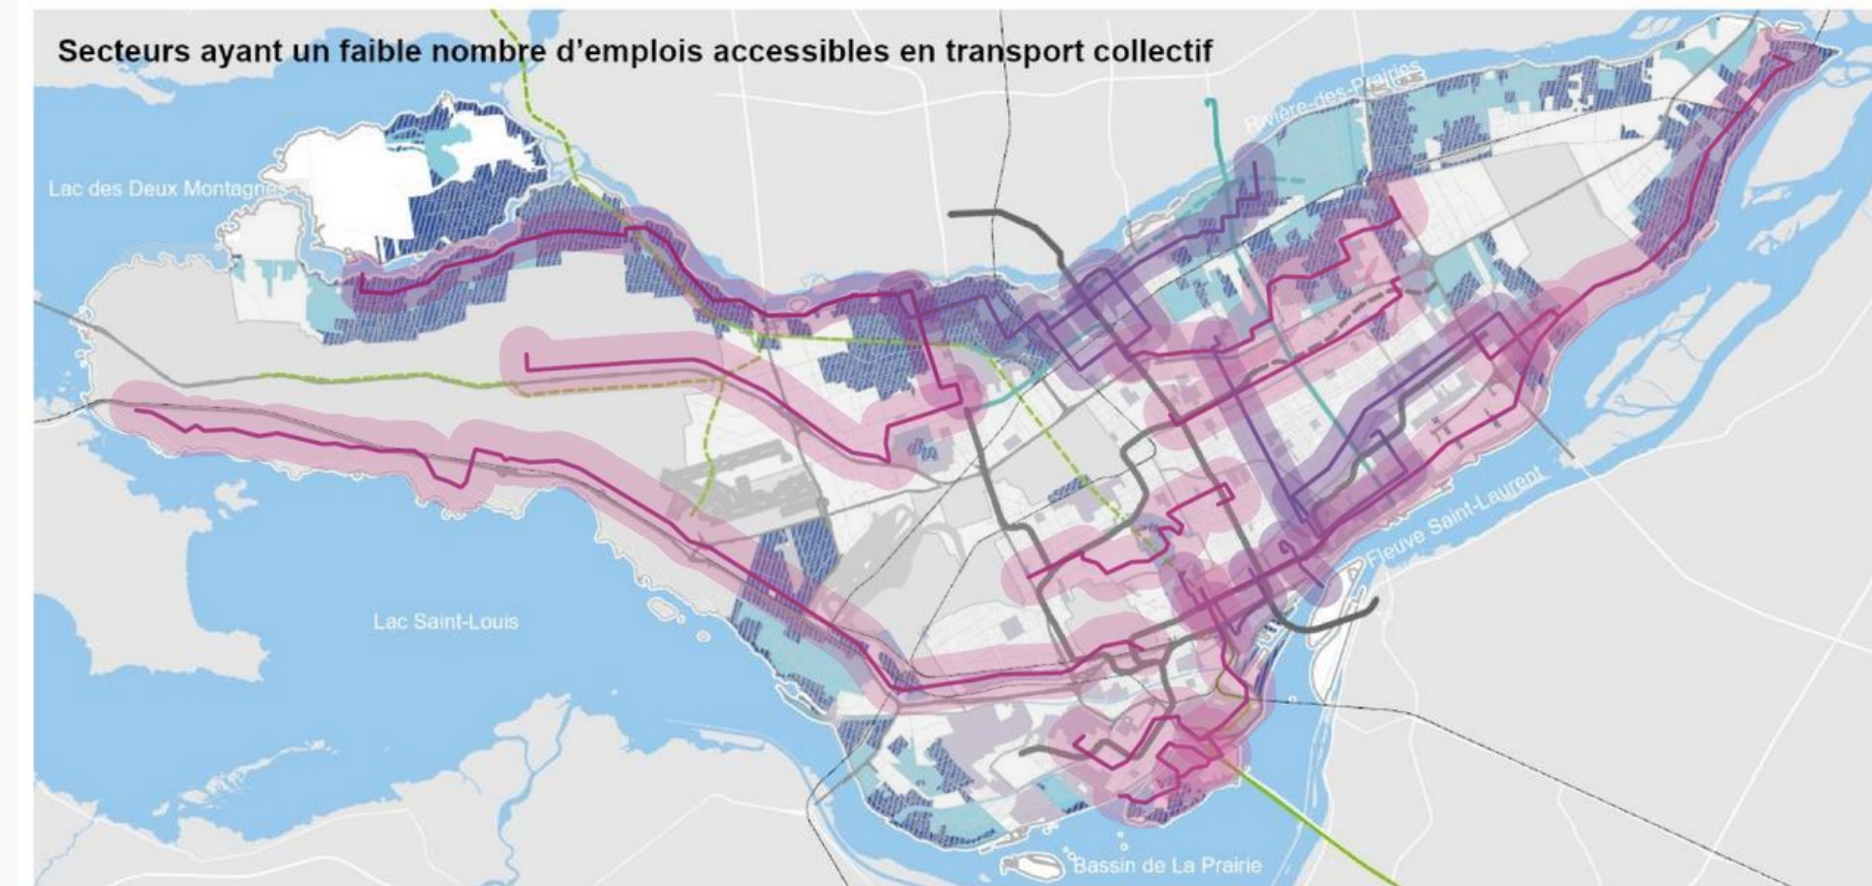 Secteurs ayant un faible nombre d'emplois accessibles en transport collectif
Rivière-des-Prairies
Lac des Deux Montagnes
Fleuve Saint-Laurent
Lac Saint-Louis
Bassin de La Prairie